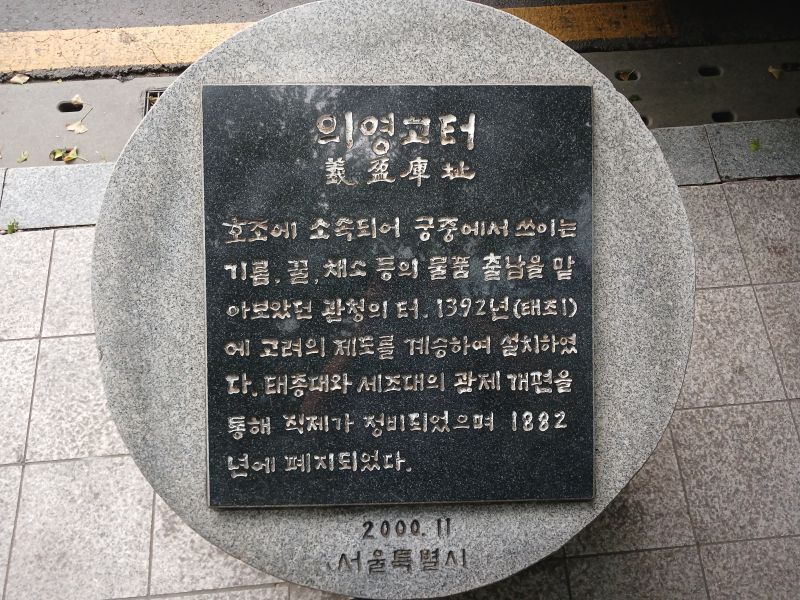 의영고터
義盈庫址
호조에 소속되어 궁중에서 쓰이는
기름, 꿀, 채소 등의 물품 출납을 맡
아보았던 관청의 터. 1392년(태조1)
에 고려의 제도를 계승하여 설치하였
다. 태종대와 세조대의 관제 개편을
통해 직제가 정비되었으며 1882
년에 폐지되었다.
2000.11
서울특별시